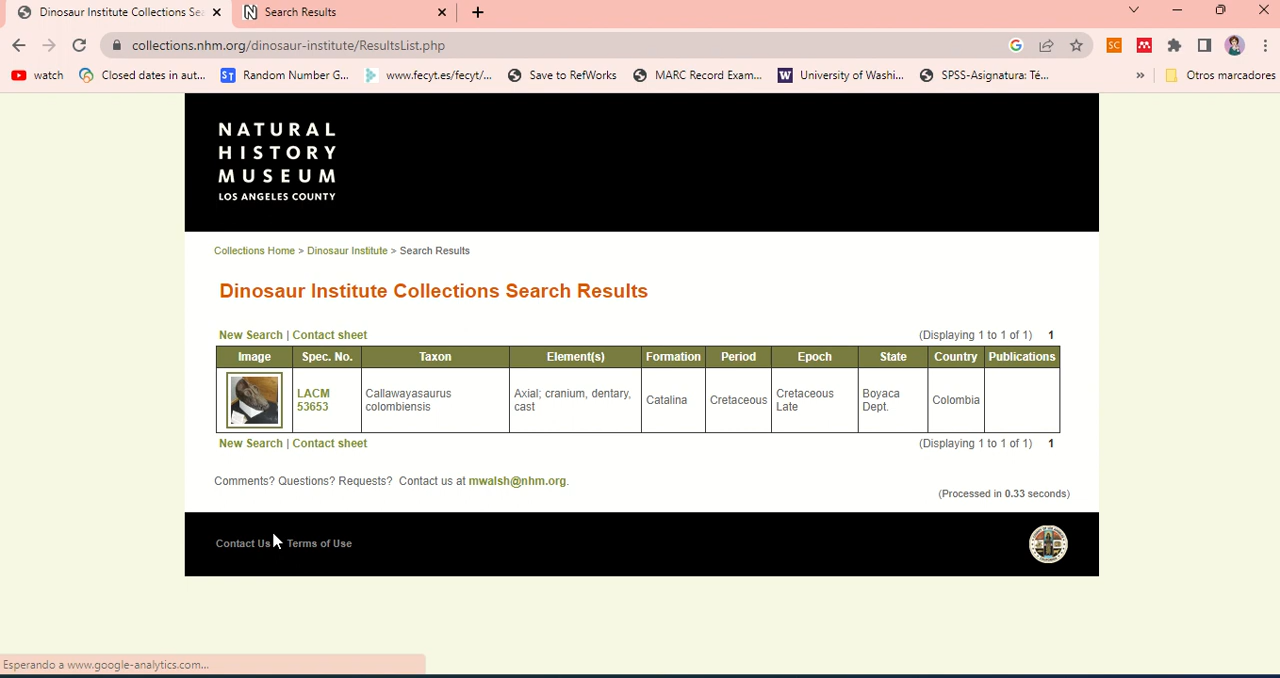 Dinosaur Institute Collections Se
Search Results
collections.nhm.org/dinosaur-institute/ResultsList.php
watch
Closed dates in aut...
Random Number G...
www.fecyt.es/fecyt/...
Save to RefWorks
MARC Record Exam...
University of Washi...
SPSS-Asignatura: Té...
»
Otros marcadores
NATURAL
HISTORY
MUSEUM
LOS ANGELES COUNTY
Collections Home > Dinosaur Institute > Search Results
Dinosaur Institute Collections Search Results
New Search | Contact sheet (Displaying 1 to 1 of 1) 1
Image Spec. No. Taxon Element(s) Formation Period Epoch State Country Publications
LACM 53653 Callawayasaurus colombiensis Axial; cranium, dentary, cast Catalina Cretaceous Cretaceous Late Boyaca Dept. Colombia
New Search | Contact sheet (Displaying 1 to 1 of 1) 1
Comments? Questions? Requests? Contact us at mwalsh@nhm.org.
(Processed in 0.33 seconds)
Contact Us Terms of Use
Esperando a www.google-analytics.com...